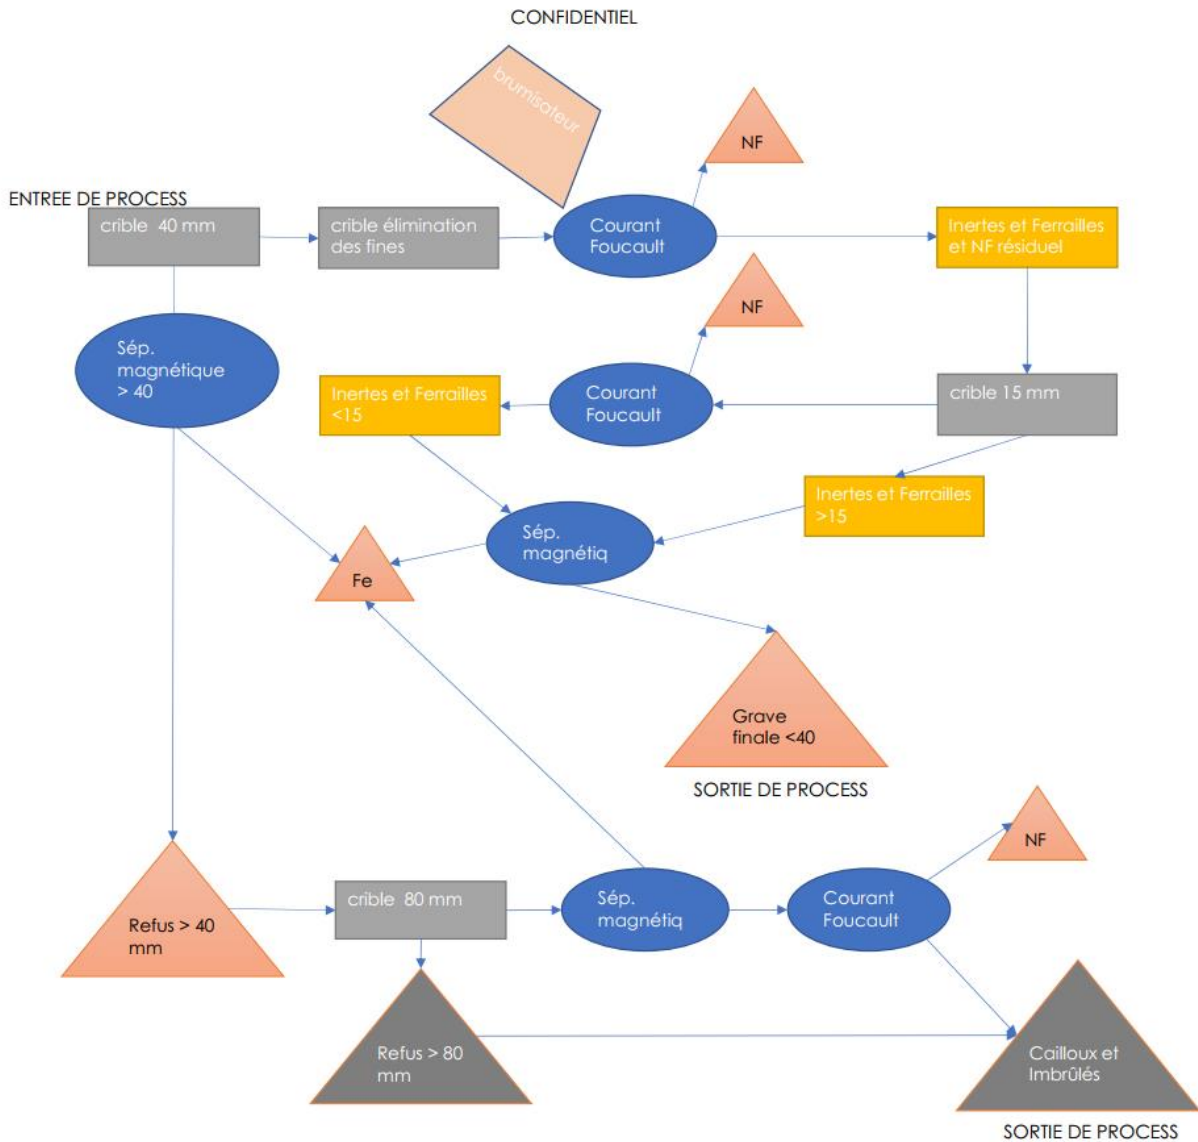 CONFIDENTIEL
brumisateur
NF
ENTREE DE PROCESS
crible 40 mm
crible élimination
des fines
Courant
Foucault
Inertes et Ferrailles
et NF résiduel
NF
Sép.
magnétique
> 40
Inertes et Ferrailles
<15
Courant
Foucault
crible 15 mm
Inertes et Ferrailles
>15
Sép.
magnétiq
Fe
Grave
finale <40
SORTIE DE PROCESS
NF
Refus > 40
mm
crible 80 mm
Sép.
magnétiq
Courant
Foucault
Refus > 80
mm
Cailloux et
Imbrûlés
SORTIE DE PROCESS